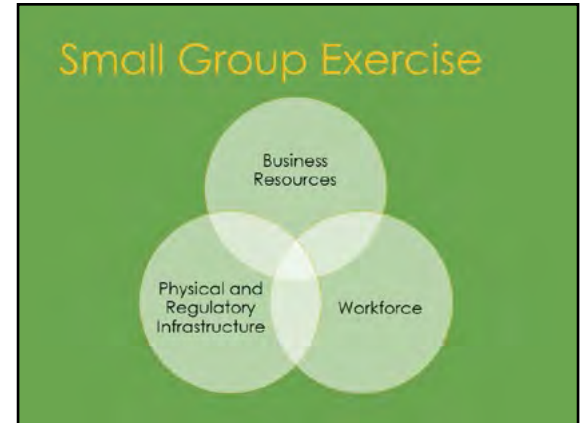 Small Group Exercise
Business
Resources
Physical and
Regulatory
Infrastructure
Workforce